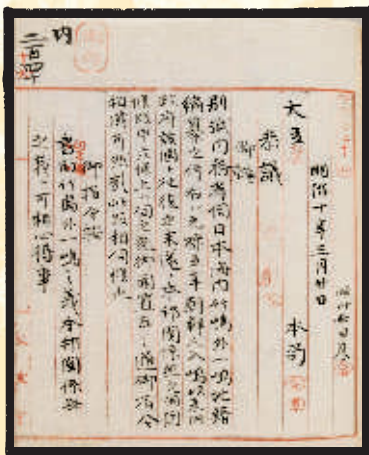 明治十年三月廿日
大臣
本局
参議
卿輔
別紙内務省伺日本海内竹嶋外一嶋地籍
編纂之件右ハ元禄五年朝鮮人入嶋以来旧
政府該国ト往復之末遂ニ本邦関係無之相聞
候段申立候上ハ伺之趣御聞置左之通御指令
相成可然哉此段相伺候也
御指令按
書面竹島外一嶋之義本邦関係無
之義ト可相心得事
内